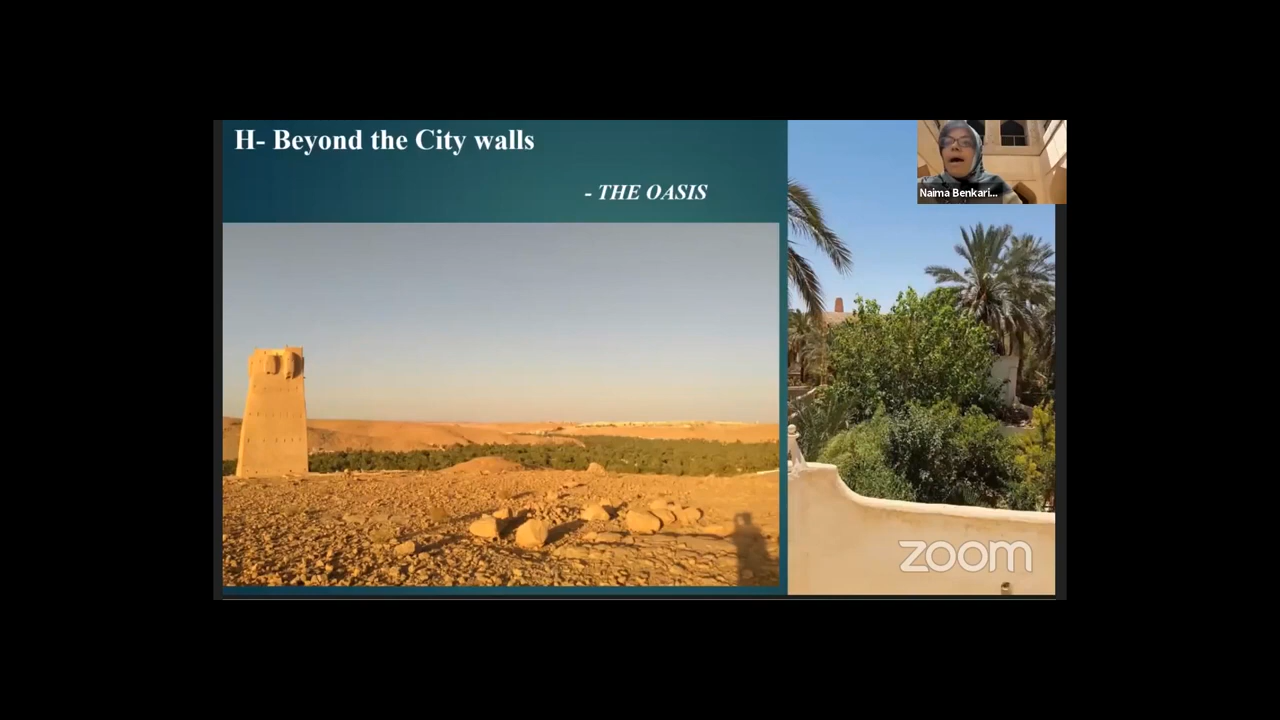 H- Beyond the City walls
- THE OASIS
Naima Benkari...
zoom